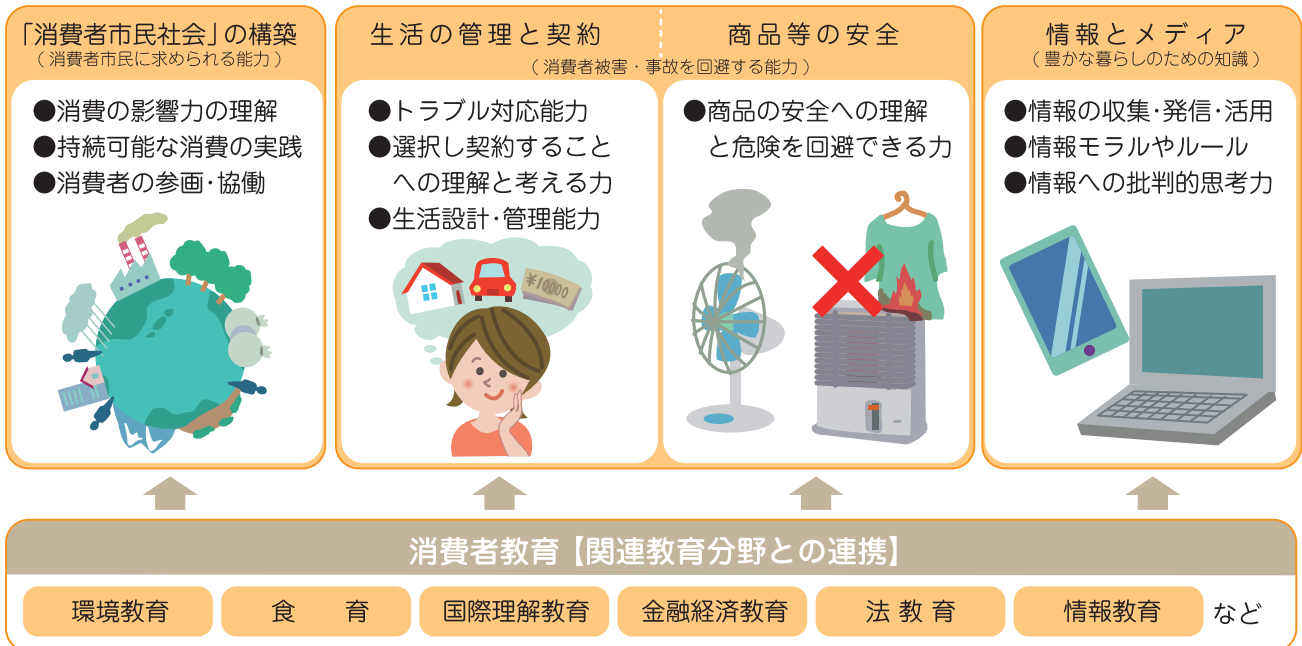 「消費者市民社会」の構築
（消費者市民に求められる能力）
●消費の影響力の理解
●持続可能な消費の実践
●消費者の参画・協働
生活の管理と契約
商品等の安全
（消費者被害・事故を回避する能力）
●トラブル対応能力
●選択し契約すること
への理解と考える力
●生活設計・管理能力
¥10000
●商品の安全への理解
と危険を回避できる力
情報とメディア
（豊かな暮らしのための知識）
●情報の収集・発信・活用
●情報モラルやルール
●情報への批判的思考力
消費者教育【関連教育分野との連携】
環境教育
食　育
国際理解教育
金融経済教育
法教育
情報教育
など